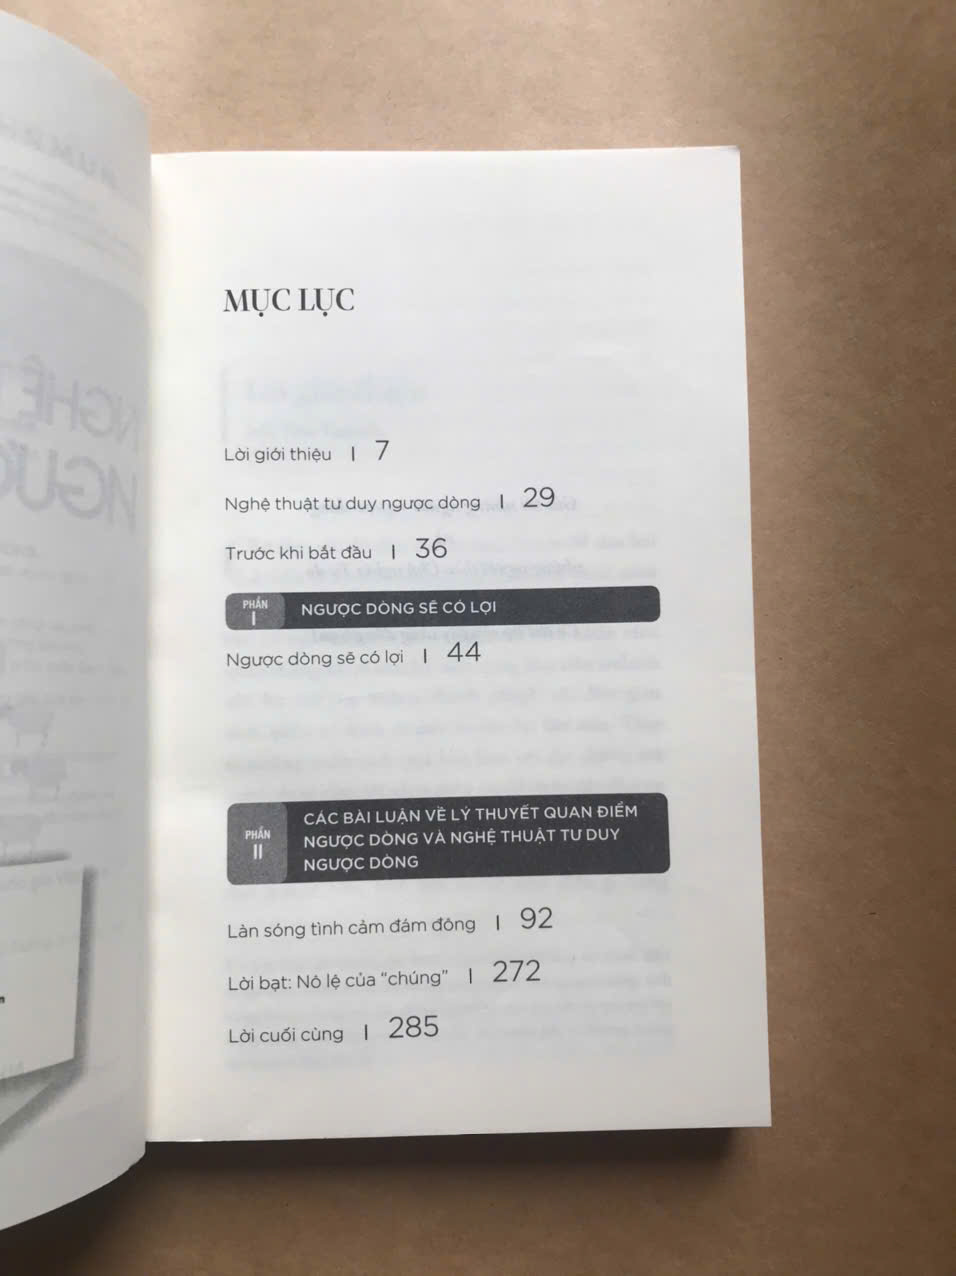 MỤC LỤC
Lời giới thiệu | 7
Nghệ thuật tư duy ngược dòng | 29
Trước khi bắt đầu | 36
PHẦN I NGƯỢC DÒNG SẼ CÓ LỢI
Ngược dòng sẽ có lợi | 44
PHẦN II CÁC BÀI LUẬN VỀ LÝ THUYẾT QUAN ĐIỂM
NGƯỢC DÒNG VÀ NGHỆ THUẬT TƯ DUY
NGƯỢC DÒNG
Làn sóng tình cảm đám đông | 92
Lời bạt: Nô lệ của “chúng” | 272
Lời cuối cùng | 285